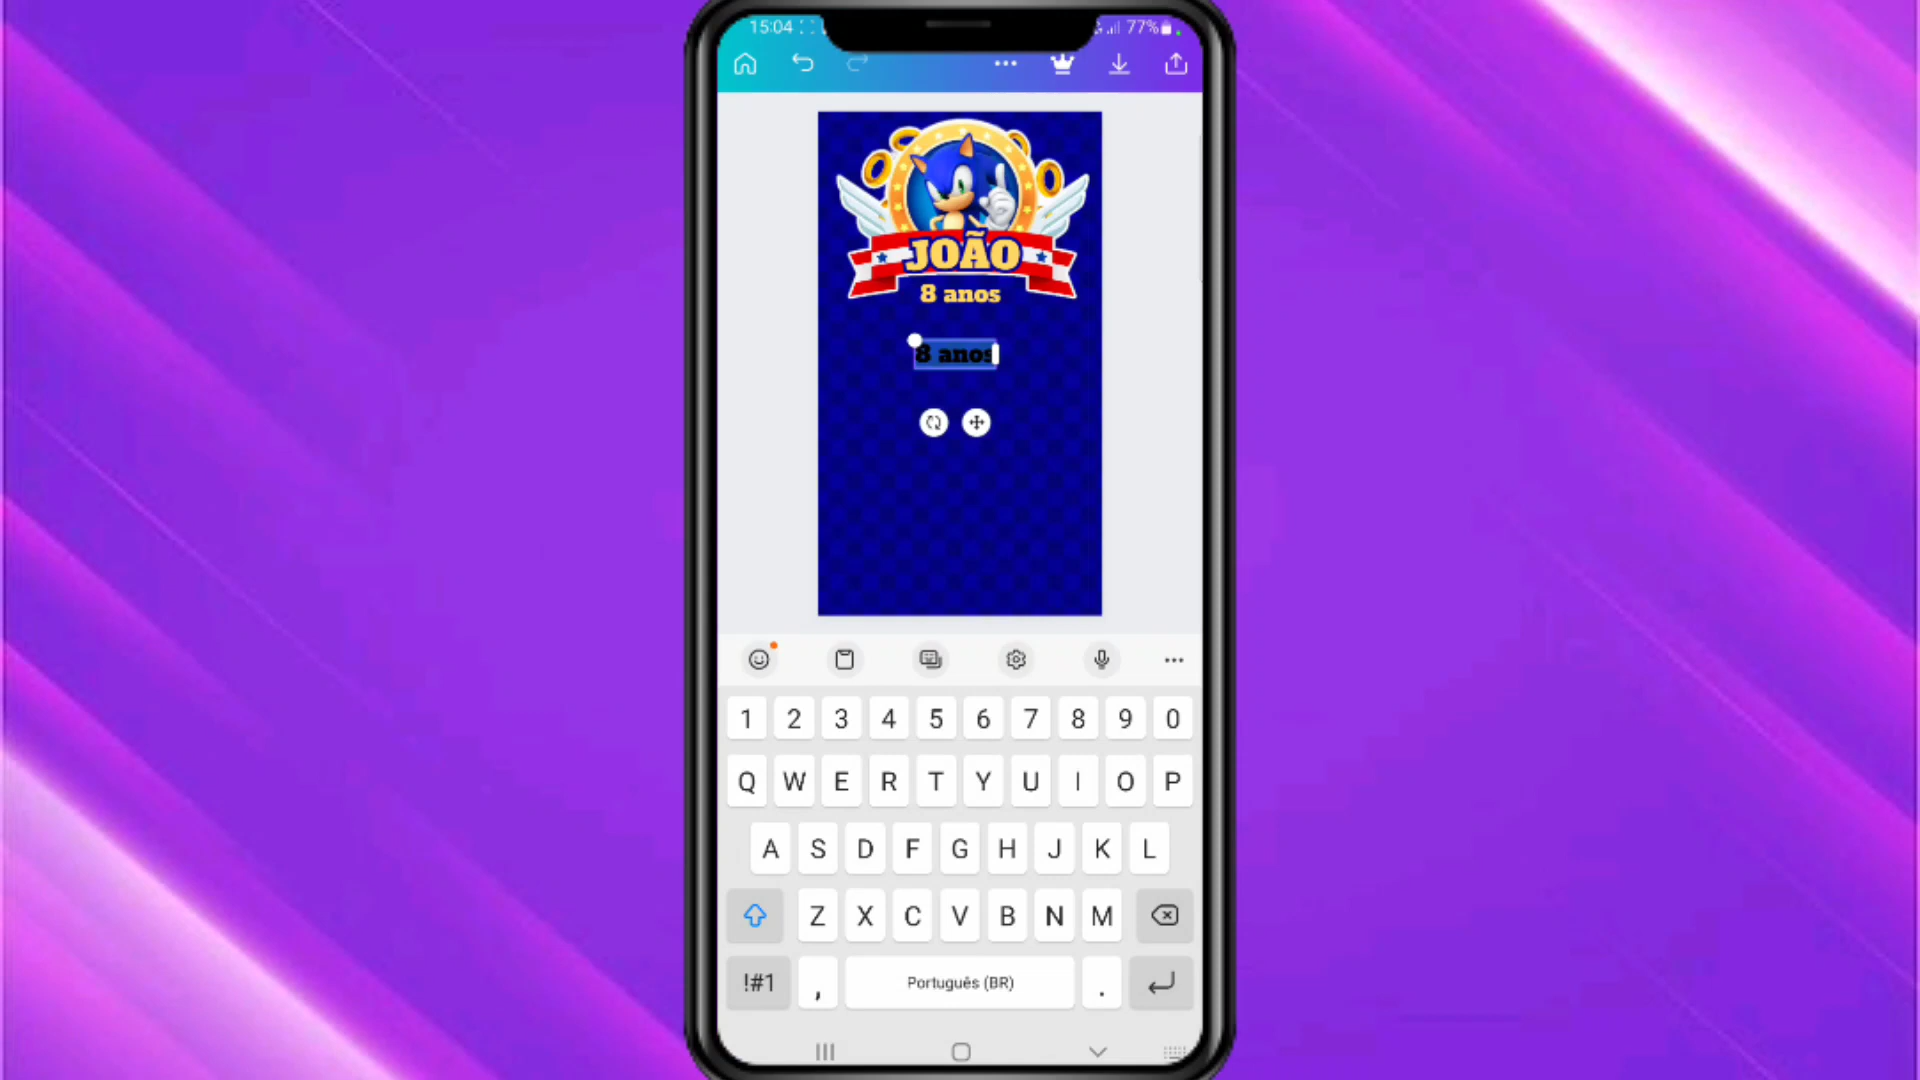 15:04
77%
JOÃO
8 anos
8 anos
1 2 3 4 5 6 7 8 9 0
Q W E R T Y U I O P
A S D F G H J K L
Z X C V B N M
!#1 , Português (BR) .